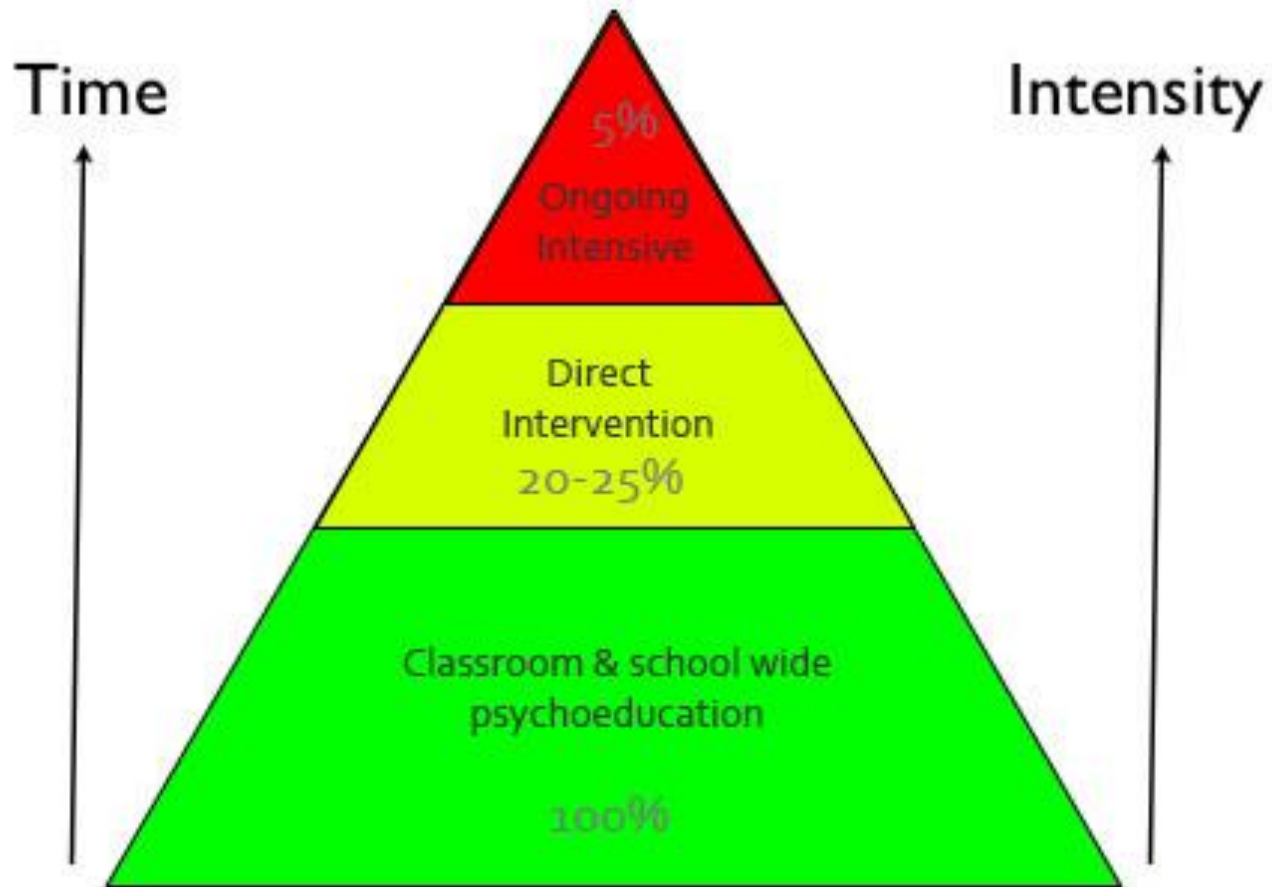 Time
Intensity
5%
Ongoing
Intensive
Direct
Intervention
20-25%
Classroom & school wide
psychoeducation
100%